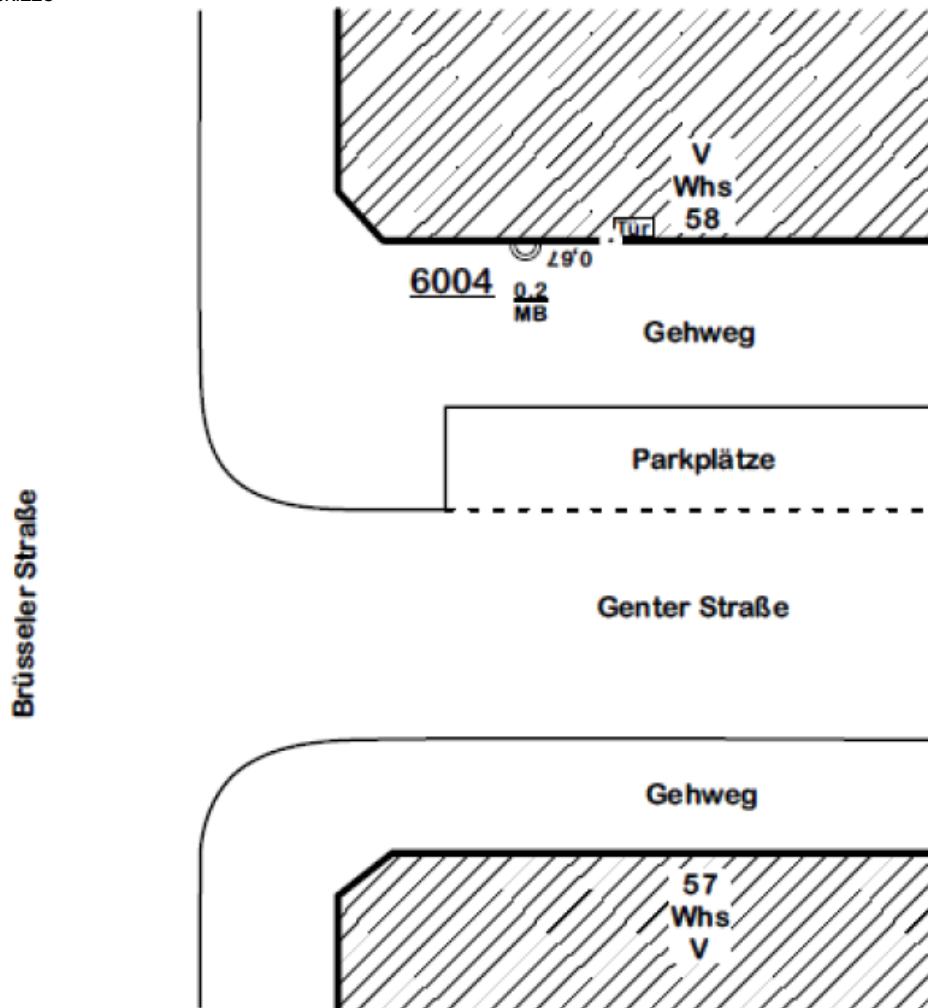 V
Whs
58
Tür
0,67
6004
0.2
MB
Gehweg
Parkplätze
Brüsseler Straße
Genter Straße
Gehweg
57
Whs
V